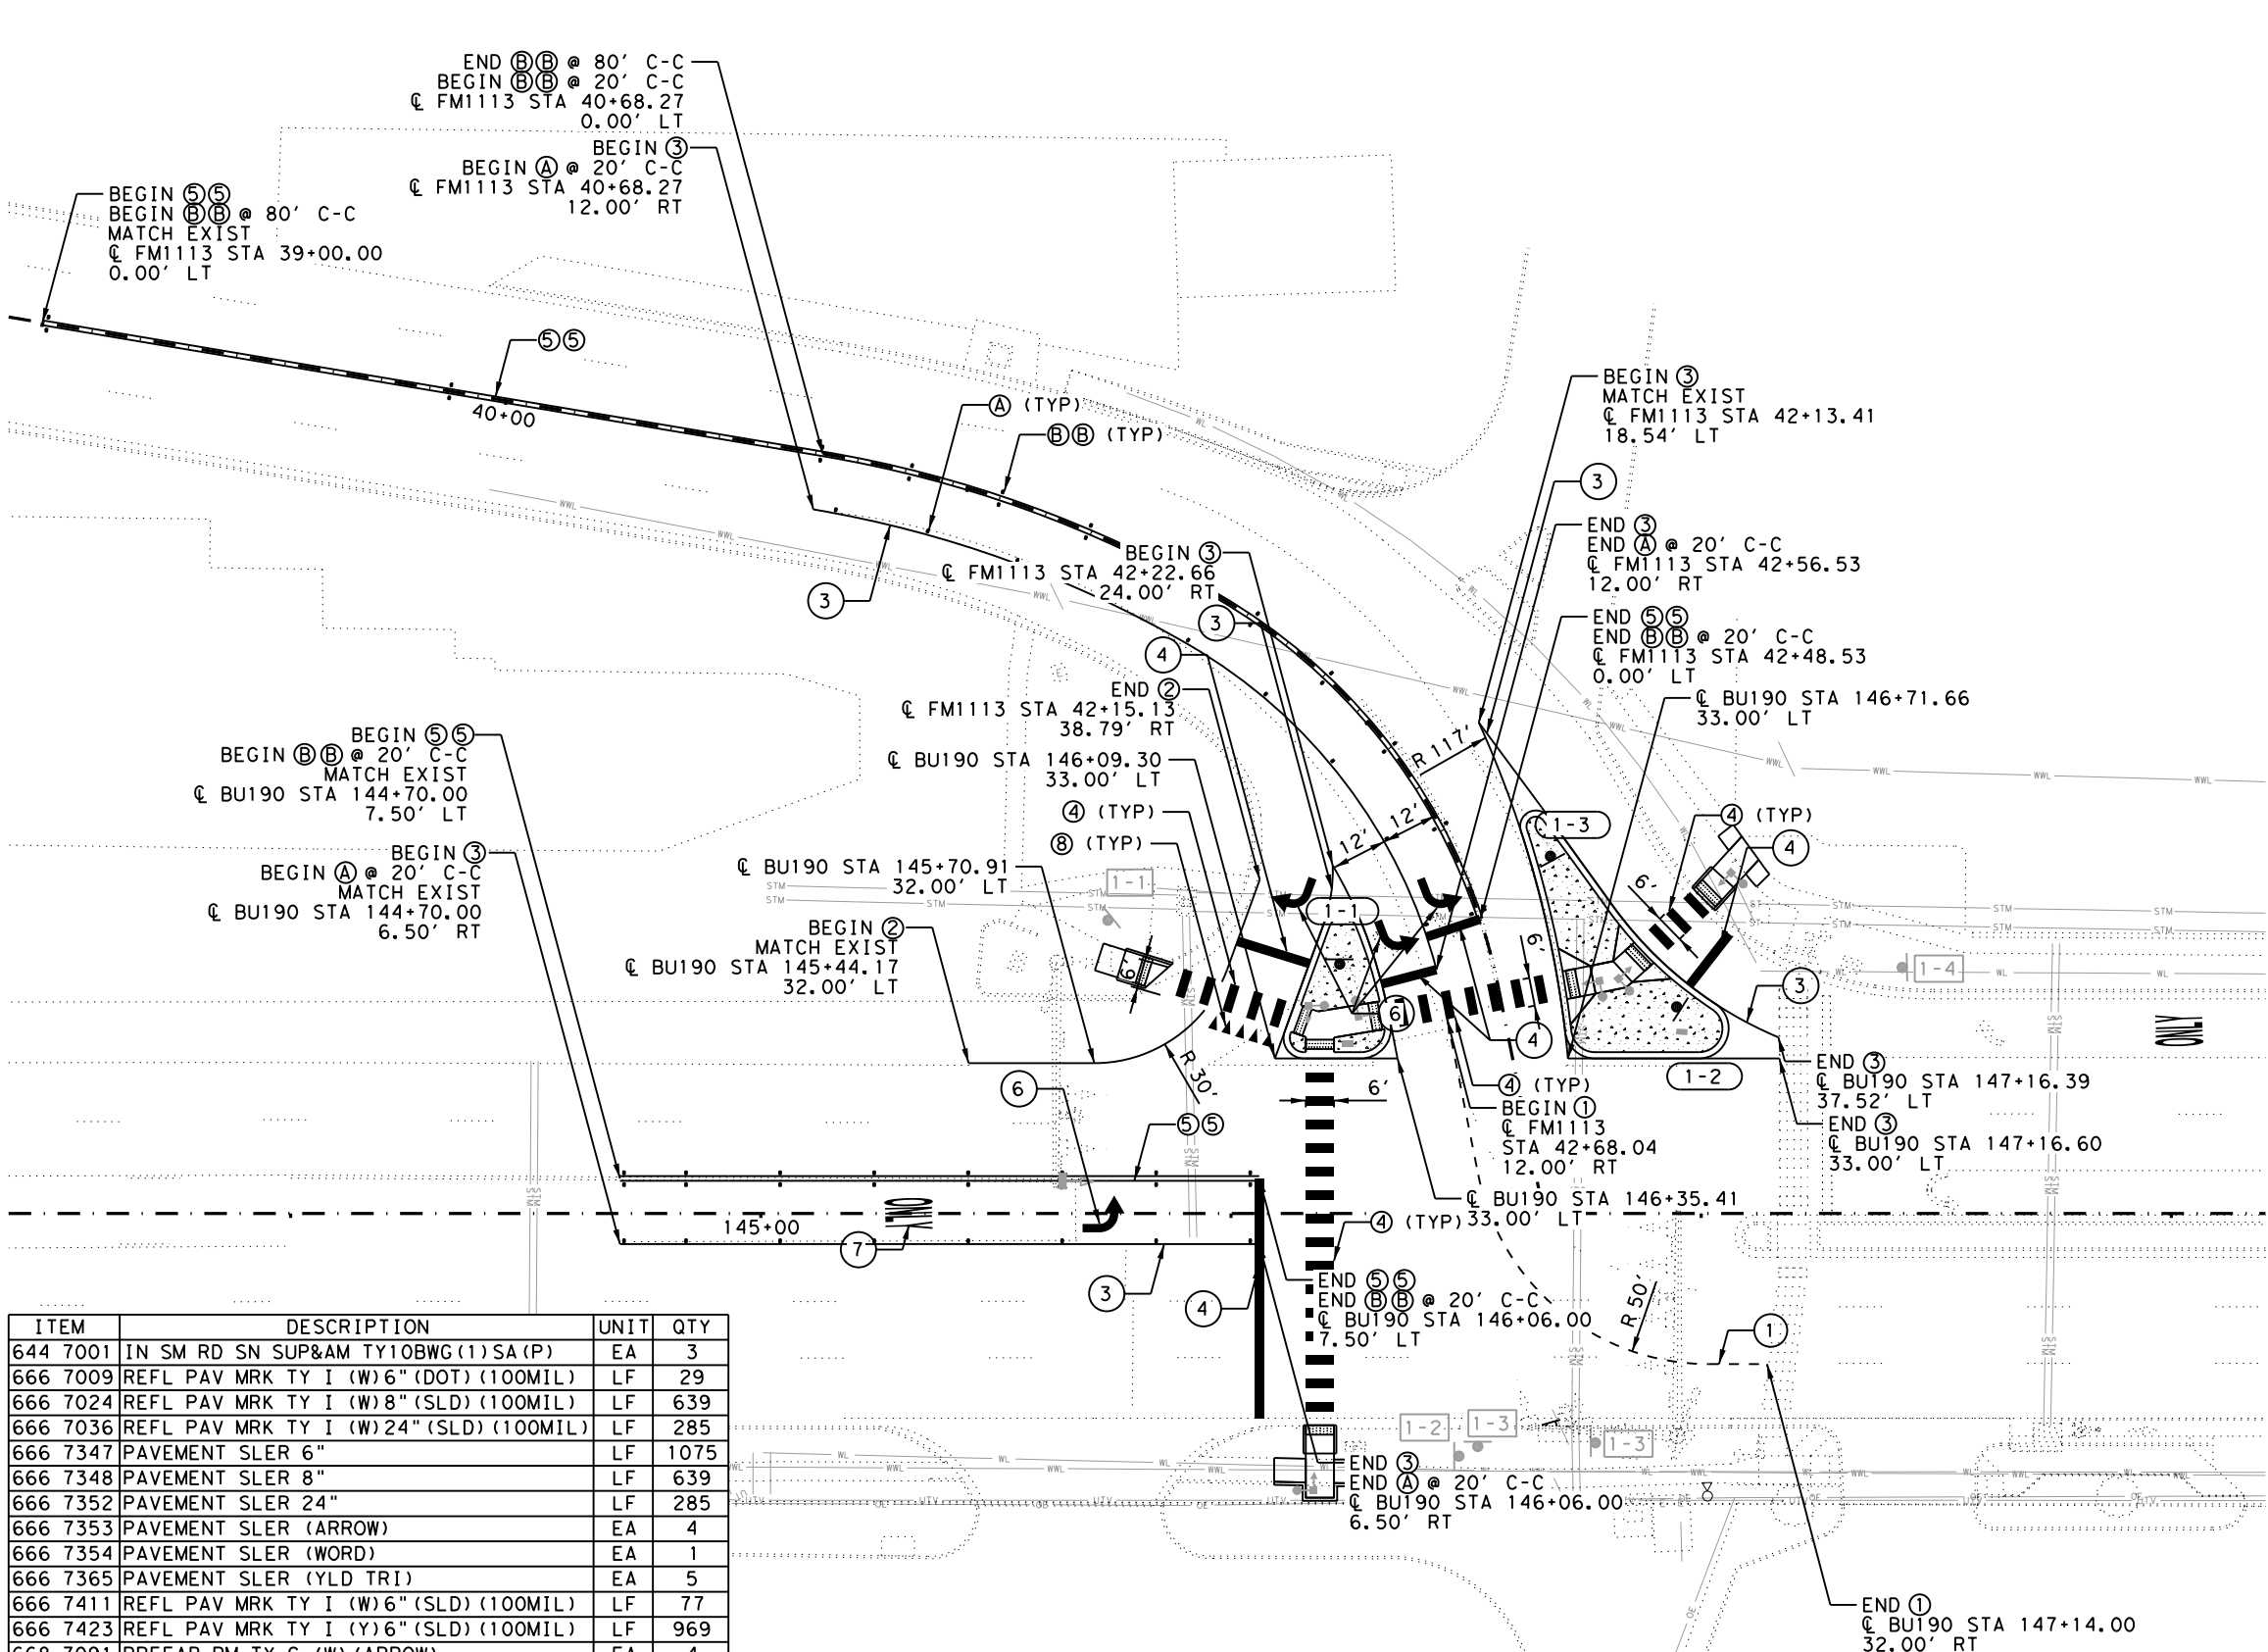 END ⒷⒷ @ 80' C-C
BEGIN ⒷⒷ @ 20' C-C
℄ FM1113 STA 40+68.27
0.00' LT
BEGIN ③
BEGIN Ⓐ @ 20' C-C
℄ FM1113 STA 40+68.27
12.00' RT
BEGIN ⑤⑤
BEGIN ⒷⒷ @ 80' C-C
MATCH EXIST
℄ FM1113 STA 39+00.00
0.00' LT
⑤⑤
40+00
Ⓐ (TYP)
ⒷⒷ (TYP)
BEGIN ③
MATCH EXIST
℄ FM1113 STA 42+13.41
18.54' LT
③
END ③
END Ⓐ @ 20' C-C
℄ FM1113 STA 42+56.53
12.00' RT
BEGIN ③
℄ FM1113 STA 42+22.66
24.00' RT
③
③
④
END ⑤⑤
END ⒷⒷ @ 20' C-C
℄ FM1113 STA 42+48.53
0.00' LT
END ②
℄ FM1113 STA 42+15.13
38.79' RT
℄ BU190 STA 146+71.66
33.00' LT
BEGIN ⑤⑤
BEGIN ⒷⒷ @ 20' C-C
MATCH EXIST
℄ BU190 STA 144+70.00
7.50' LT
℄ BU190 STA 146+09.30
33.00' LT
R 117'
④ (TYP)
⑧ (TYP)
12'
12'
1-3
④ (TYP)
④
BEGIN ③
BEGIN Ⓐ @ 20' C-C
MATCH EXIST
℄ BU190 STA 144+70.00
6.50' RT
℄ BU190 STA 145+70.91
32.00' LT
1-1
1-1
6'
BEGIN ②
MATCH EXIST
℄ BU190 STA 145+44.17
32.00' LT
6'
6'
1-4
③
⑥
④
ONLY
R 30'
6'
⑥
1-2
END ③
℄ BU190 STA 147+16.39
37.52' LT
④ (TYP)
BEGIN ①
℄ FM1113
STA 42+68.04
12.00' RT
END ③
℄ BU190 STA 147+16.60
33.00' LT
⑤⑤
℄ BU190 STA 146+35.41
33.00' LT
145+00
ONLY
⑦
④ (TYP)
③
④
END ⑤⑤
END ⒷⒷ @ 20' C-C
℄ BU190 STA 146+06.00
7.50' LT
R 50'
①
1-2
1-3
1-3
END ③
END Ⓐ @ 20' C-C
℄ BU190 STA 146+06.00
6.50' RT
END ①
℄ BU190 STA 147+14.00
32.00' RT
ITEM DESCRIPTION UNIT QTY
644 7001 IN SM RD SN SUP&AM TY10BWG(1)SA(P) EA 3
666 7009 REFL PAV MRK TY I (W)6"(DOT)(100MIL) LF 29
666 7024 REFL PAV MRK TY I (W)8"(SLD)(100MIL) LF 639
666 7036 REFL PAV MRK TY I (W)24"(SLD)(100MIL) LF 285
666 7347 PAVEMENT SLER 6" LF 1075
666 7348 PAVEMENT SLER 8" LF 639
666 7352 PAVEMENT SLER 24" LF 285
666 7353 PAVEMENT SLER (ARROW) EA 4
666 7354 PAVEMENT SLER (WORD) EA 1
666 7365 PAVEMENT SLER (YLD TRI) EA 5
666 7411 REFL PAV MRK TY I (W)6"(SLD)(100MIL) LF 77
666 7423 REFL PAV MRK TY I (Y)6"(SLD)(100MIL) LF 969